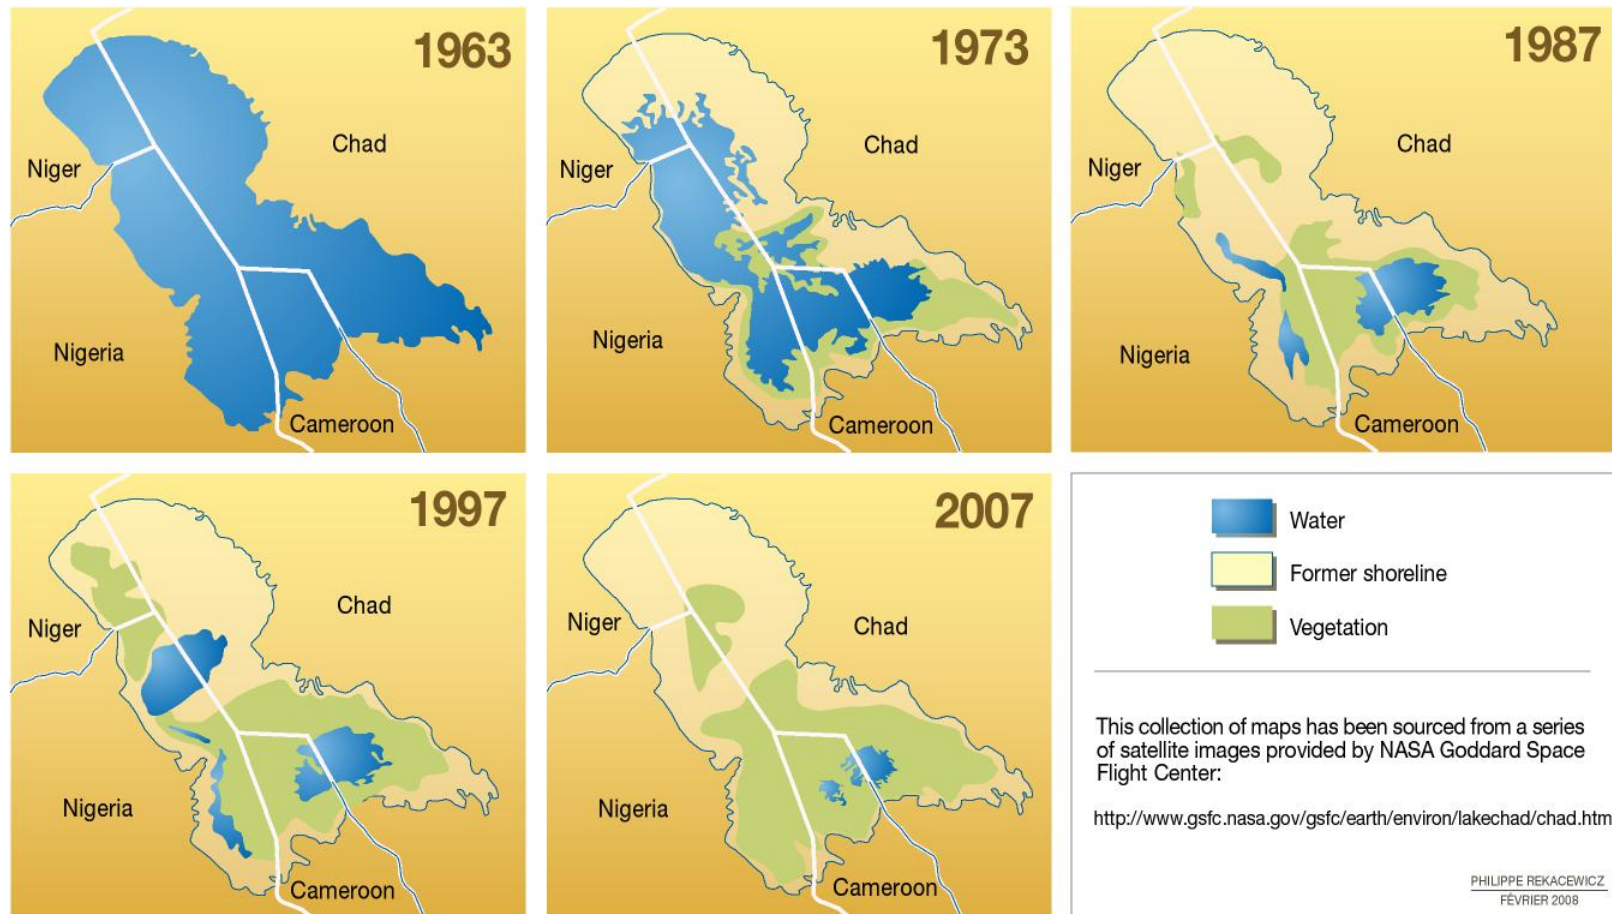 1963
Chad
Niger
Nigeria
Cameroon
1973
Chad
Niger
Nigeria
Cameroon
1987
Chad
Niger
Nigeria
Cameroon
1997
Chad
Niger
Nigeria
Cameroon
2007
Chad
Niger
Nigeria
Cameroon
Water
Former shoreline
Vegetation
This collection of maps has been sourced from a series
of satellite images provided by NASA Goddard Space
Flight Center:
http://www.gsfc.nasa.gov/gsfc/earth/environ/lakechad/chad.htm
PHILIPPE REKACEWICZ
FÉVRIER 2008